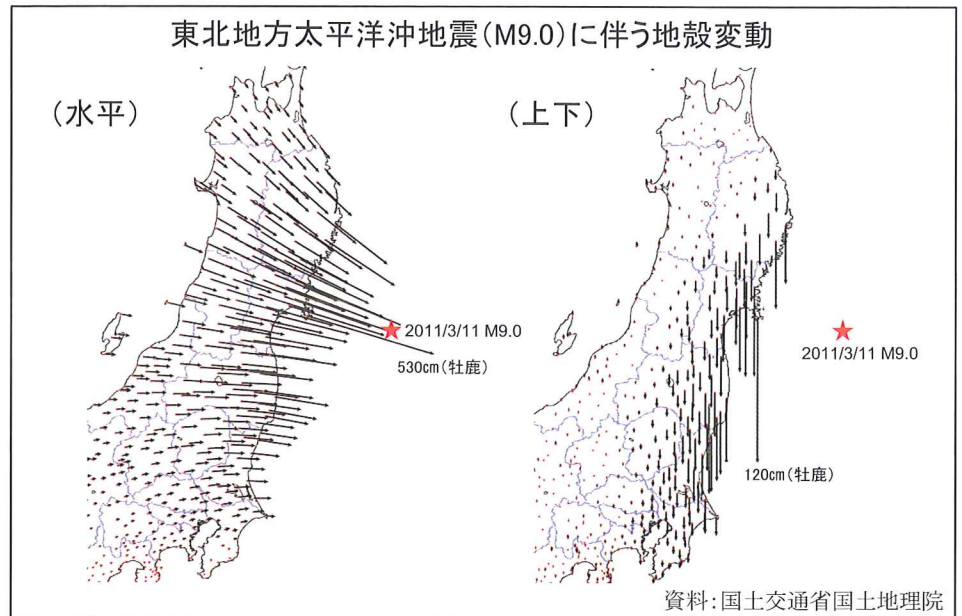 東北地方太平洋沖地震(M9.0)に伴う地殻変動
(水平)
(上下)
2011/3/11 M9.0
530cm(牡鹿)
2011/3/11 M9.0
120cm(牡鹿)
資料:国土交通省国土地理院